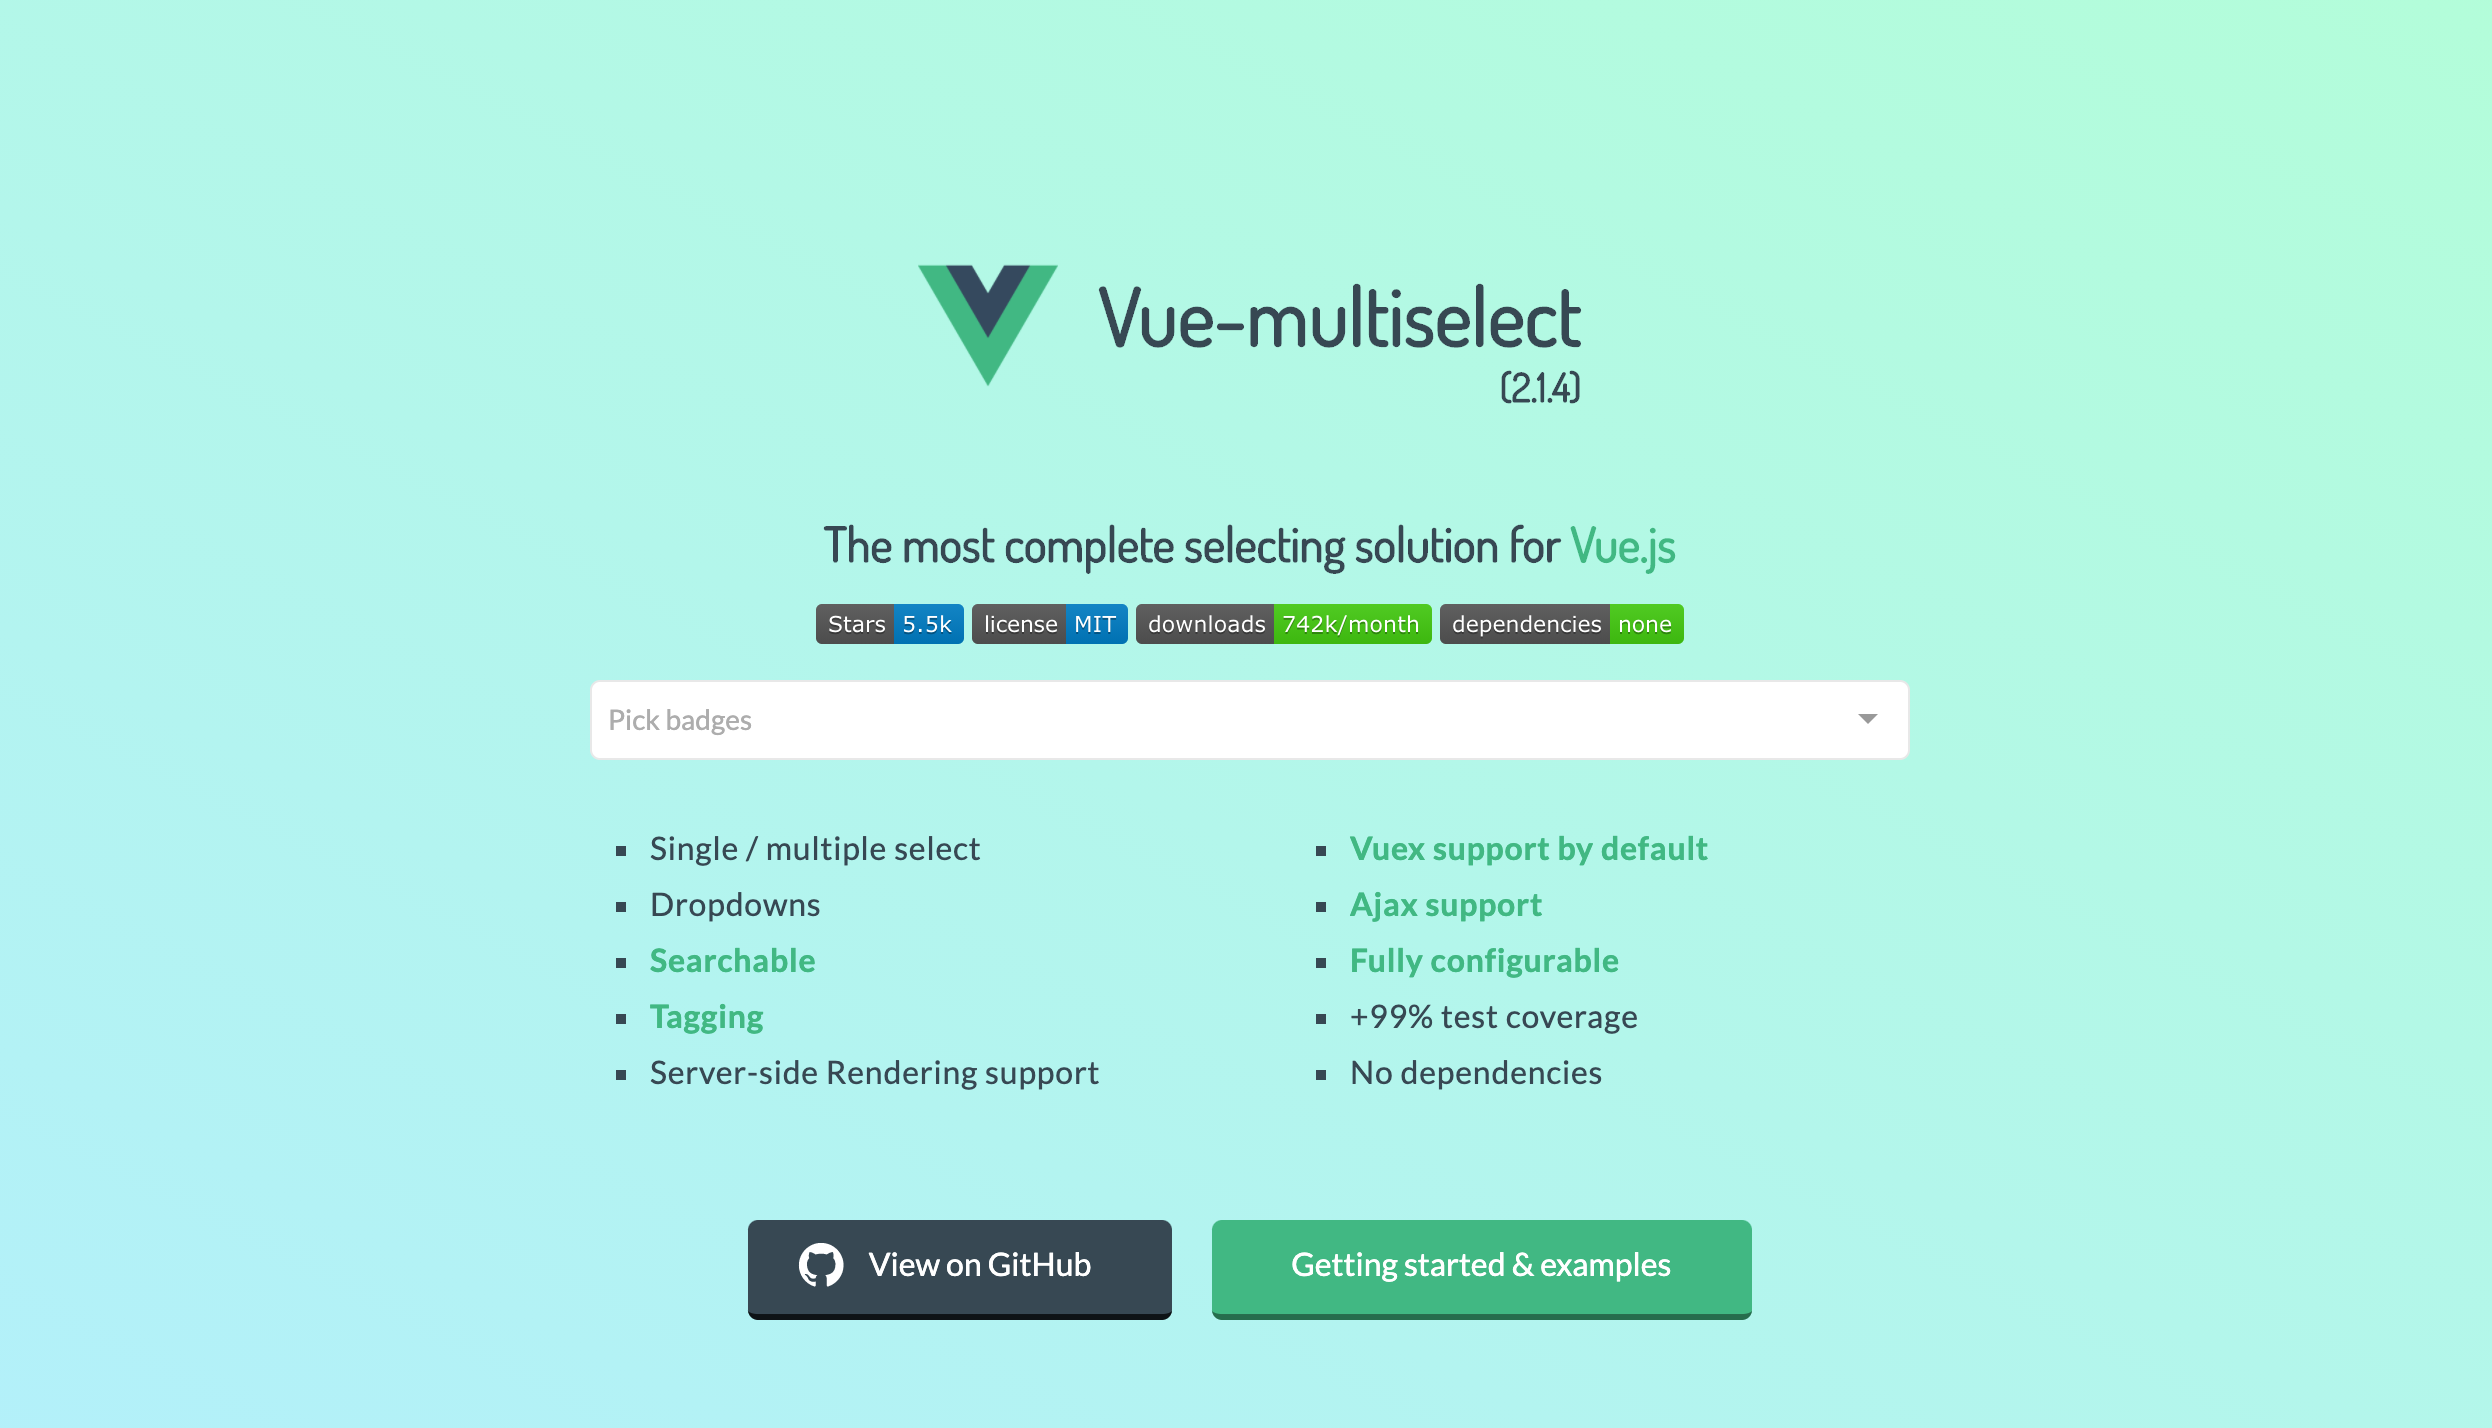 Vue-multiselect
(2.1.4)
The most complete selecting solution for Vue.js
Stars 5.5k license MIT downloads 742k/month dependencies none
Pick badges
Single / multiple select
Dropdowns
Searchable
Tagging
Server-side Rendering support
Vuex support by default
Ajax support
Fully configurable
+99% test coverage
No dependencies
View on GitHub
Getting started & examples